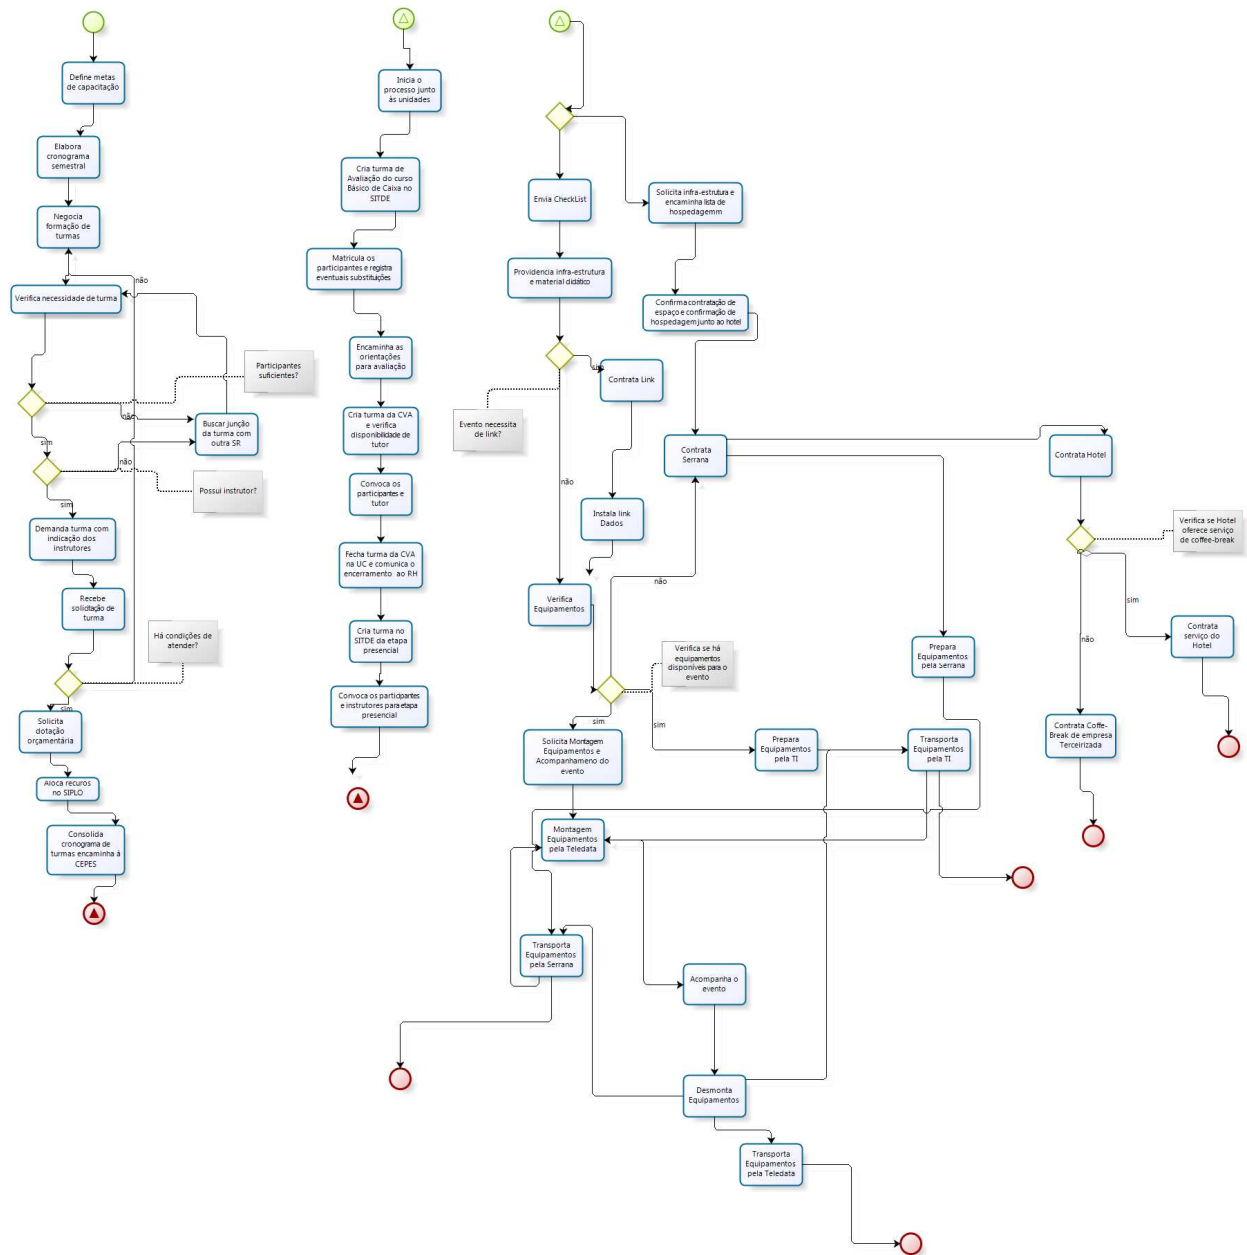 Define metas
de capacitação
Elabora
cronograma
semestral
Negocia
formação de
turmas
não
Verifica necessidade de turma
Participantes
suficientes?
não
Buscar junção
da turma com
outra SR
sim
não
Possui instrutor?
sim
Demanda turma com
indicação dos
instrutores
Recebe
solicitação de
turma
Há condições de
atender?
sim
Solicita
dotação
orçamentária
Aloca recuros
no SIPLO
Consolida
cronograma de
turmas encaminha à
CEPES
Inicia o
processo junto
às unidades
Cria turma de
Avaliação do curso
Básico de Caixa no
SITDE
Matricula os
participantes e registra
eventuais substituições
Encaminha as
orientações
para avaliação
Cria turma da CVA
e verifica
disponibilidade de
tutor
Convoca os
participantes e
tutor
Fecha turma da CVA
na UC e comunica o
encerramento ao RH
Cria turma no
SITDE da etapa
presencial
Convoca os participantes
e instrutores para etapa
presencial
Envia CheckList
Solicita infra-estrutura e
encaminha lista de
hospedagemm
Providencia infra-estrutura
e material didático
Confirma contratação de
espaço e confirmação de
hospedagem junto ao hotel
sim
Contrata Link
Evento necessita
de link?
não
Instala link
Dados
Verifica
Equipamentos
Contrata
Serrana
não
Verifica se há
equipamentos
disponíveis para o
evento
sim
sim
Solicita Montagem
Equipamentos e
Acompanhameno do
evento
Prepara
Equipamentos
pela TI
Transporta
Equipamentos
pela TI
Prepara
Equipamentos
pela Serrana
Montagem
Equipamentos
pela Teledata
Transporta
Equipamentos
pela Serrana
Acompanha o
evento
Desmonta
Equipamentos
Transporta
Equipamentos
pela Teledata
Contrata Hotel
Verifica se Hotel
oferece serviço
de coffee-break
sim
não
Contrata
serviço do
Hotel
Contrata Coffe-
Break de empresa
Terceirizada